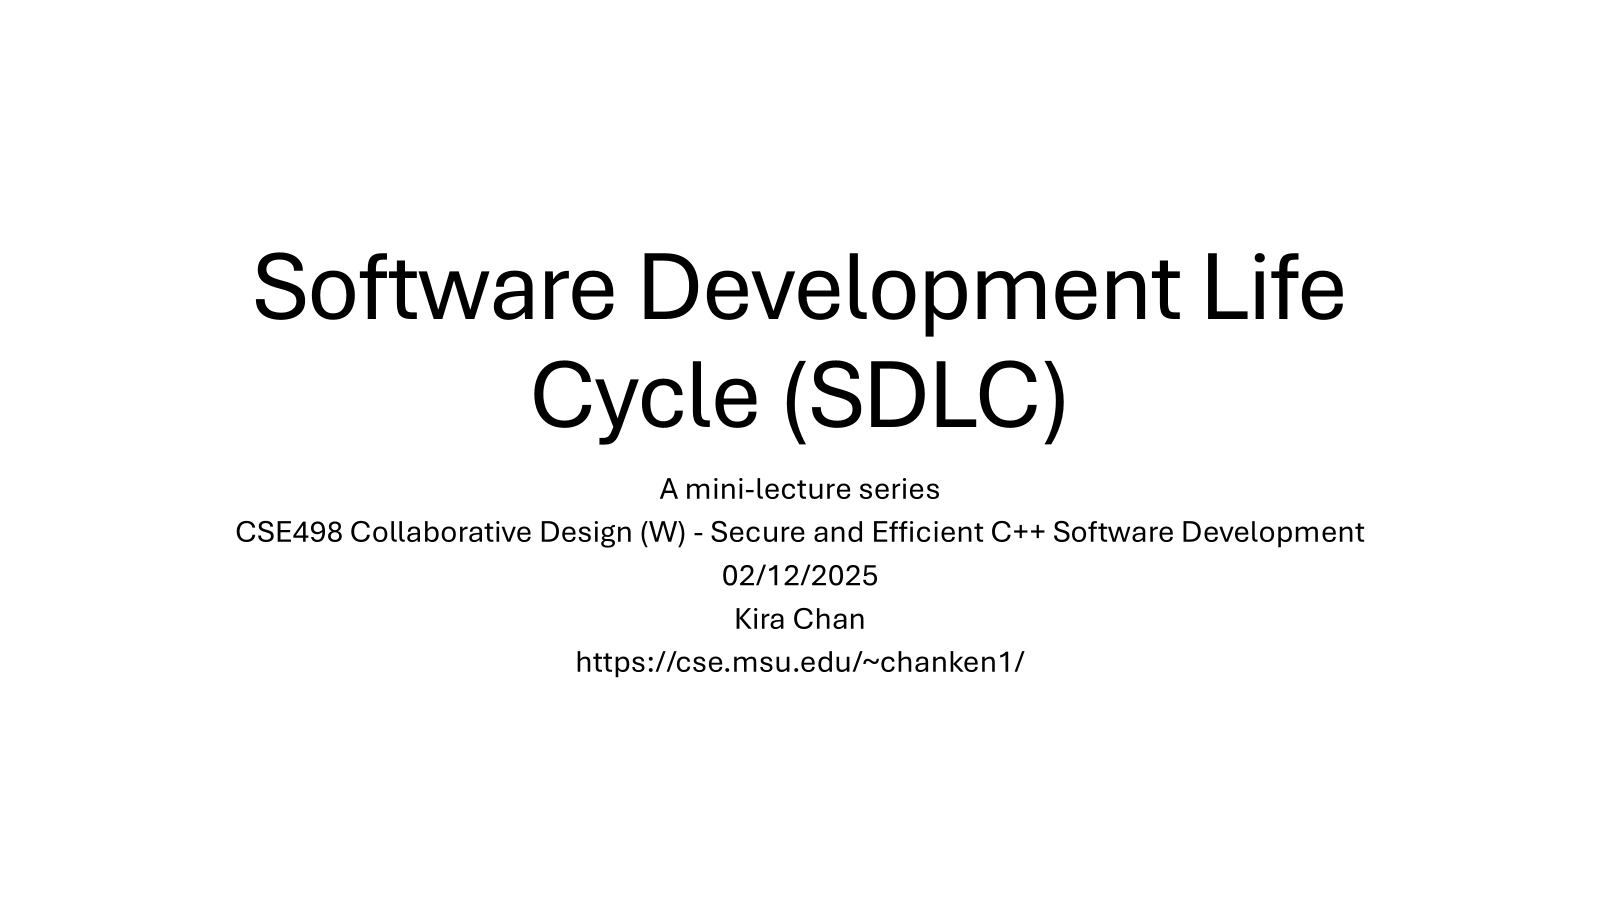 Software Development Life
Cycle (SDLC)
A mini-lecture series
CSE498 Collaborative Design (W) - Secure and Efficient C++ Software Development
02/12/2025
Kira Chan
https://cse.msu.edu/~chanken1/